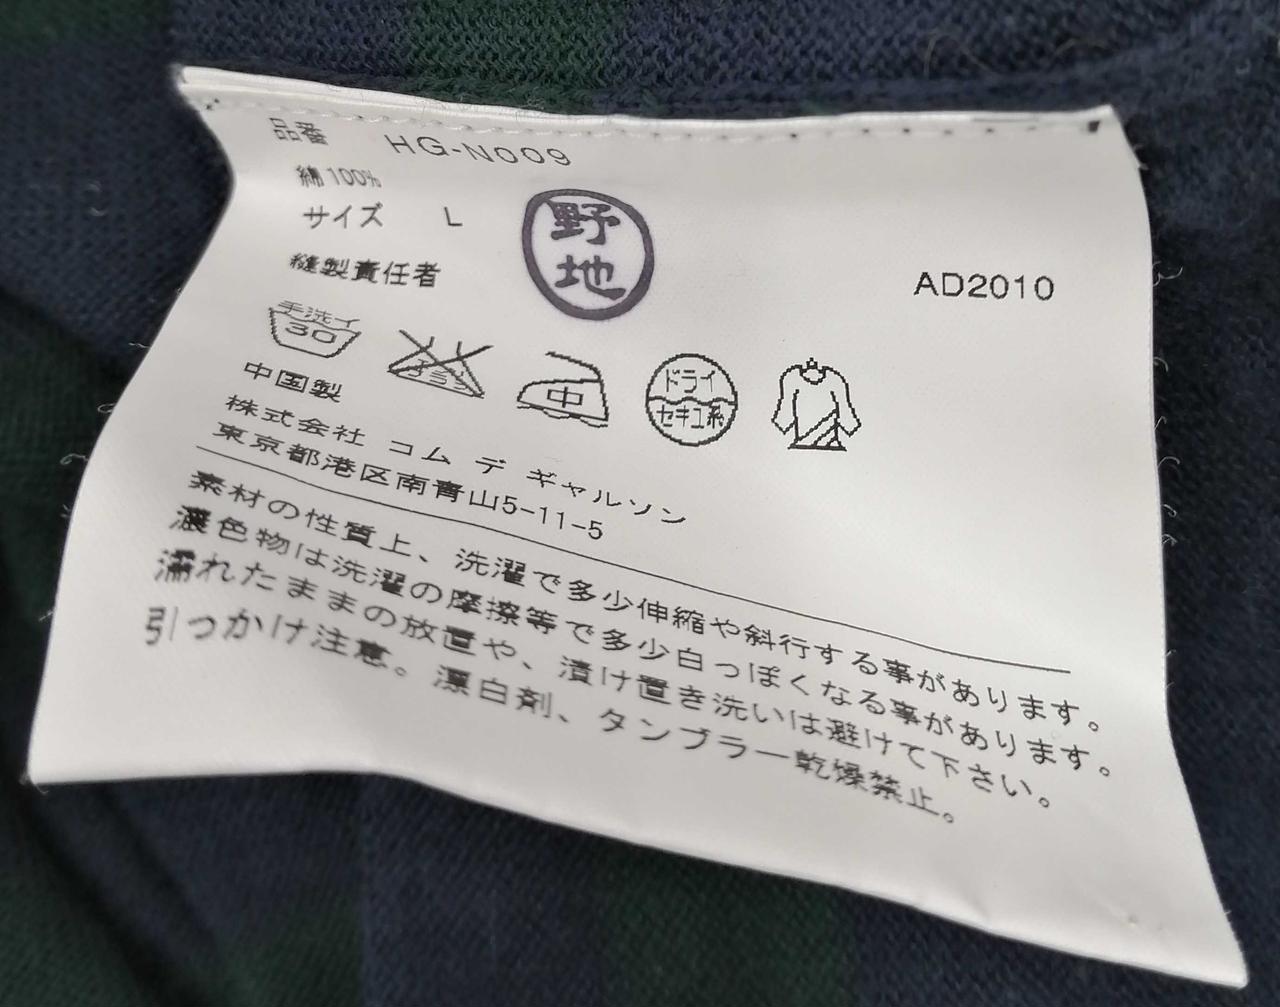 品番 HG-N009
綿100%
サイズ L
野地
縫製責任者
AD2010
手洗イ
30
エンソ
サラシ
中
ドライ
セキユ系
中国製
株式会社 コム デ ギャルソン
東京都港区南青山5-11-5
素材の性質上、洗濯で多少伸縮や斜行する事があります。
濃色物は洗濯の摩擦等で多少白っぽくなる事があります。
濡れたままの放置や、漬け置き洗いは避けて下さい。
引っかけ注意。漂白剤、タンブラー乾燥禁止。